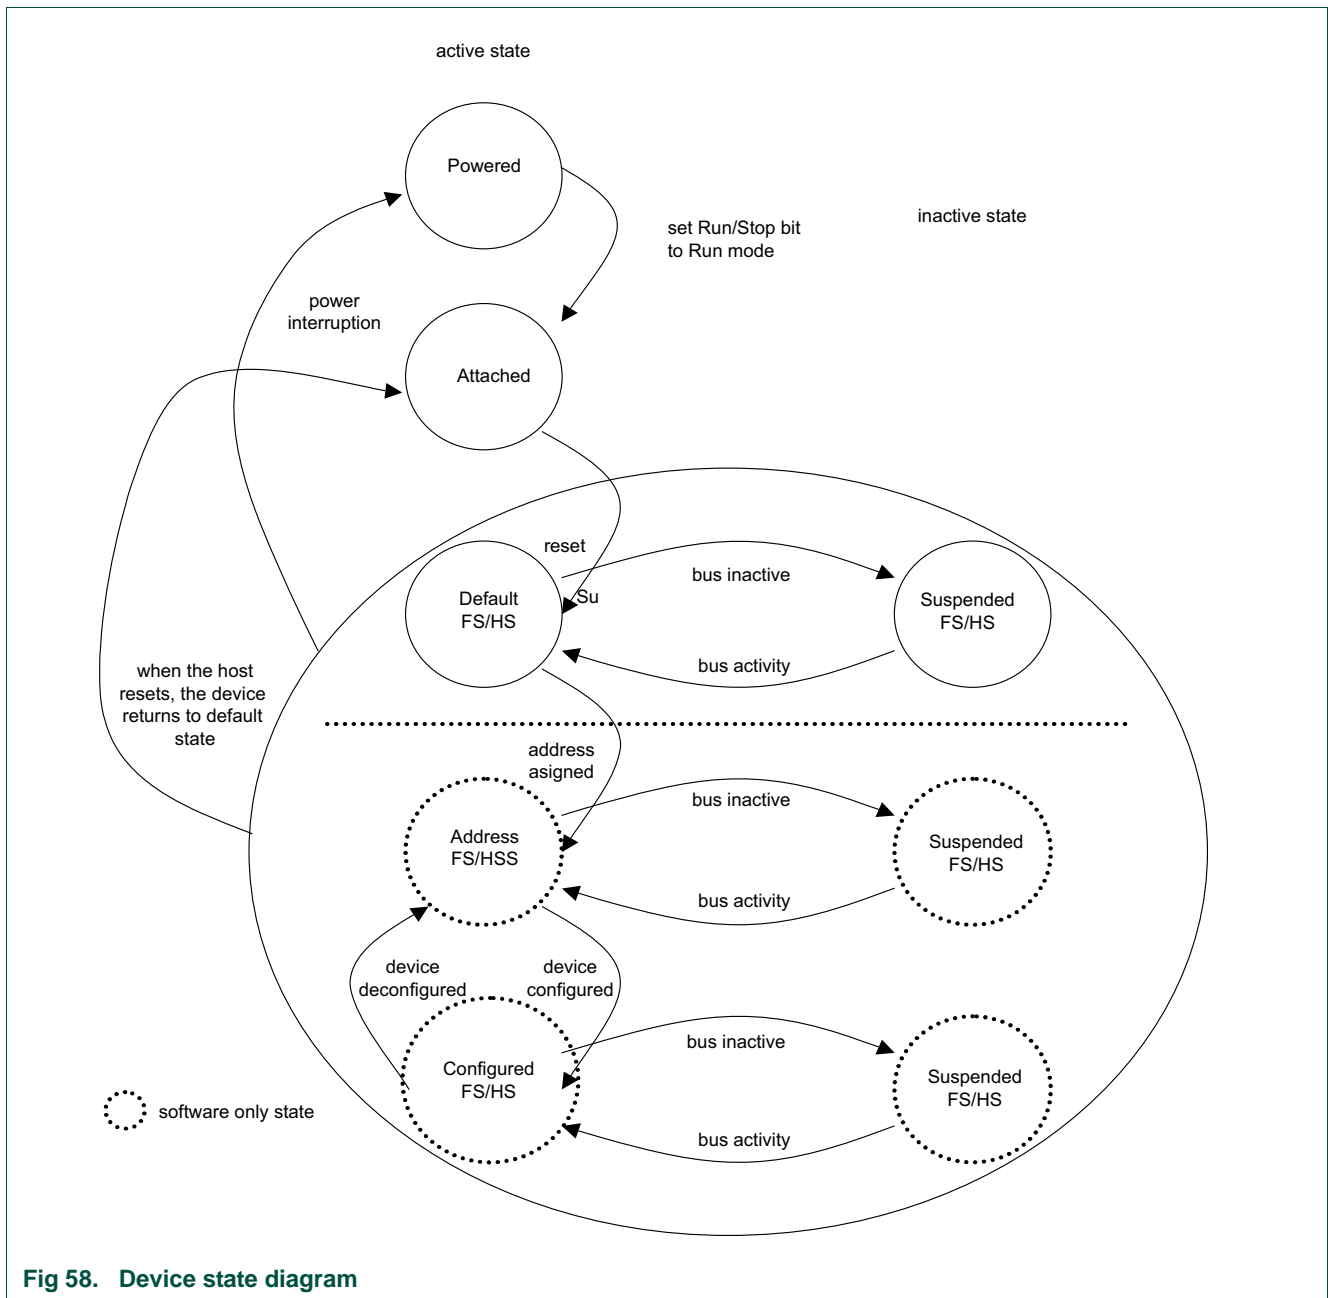 active state
Powered
inactive state
set Run/Stop bit
to Run mode
power
interruption
Attached
reset
bus inactive
Su
Default
FS/HS
Suspended
FS/HS
bus activity
when the host
resets, the device
returns to default
state
address
asigned
bus inactive
Address
FS/HSS
Suspended
FS/HS
bus activity
device
deconfigured
device
configured
bus inactive
Configured
FS/HS
Suspended
FS/HS
software only state
bus activity
Fig 58. Device state diagram